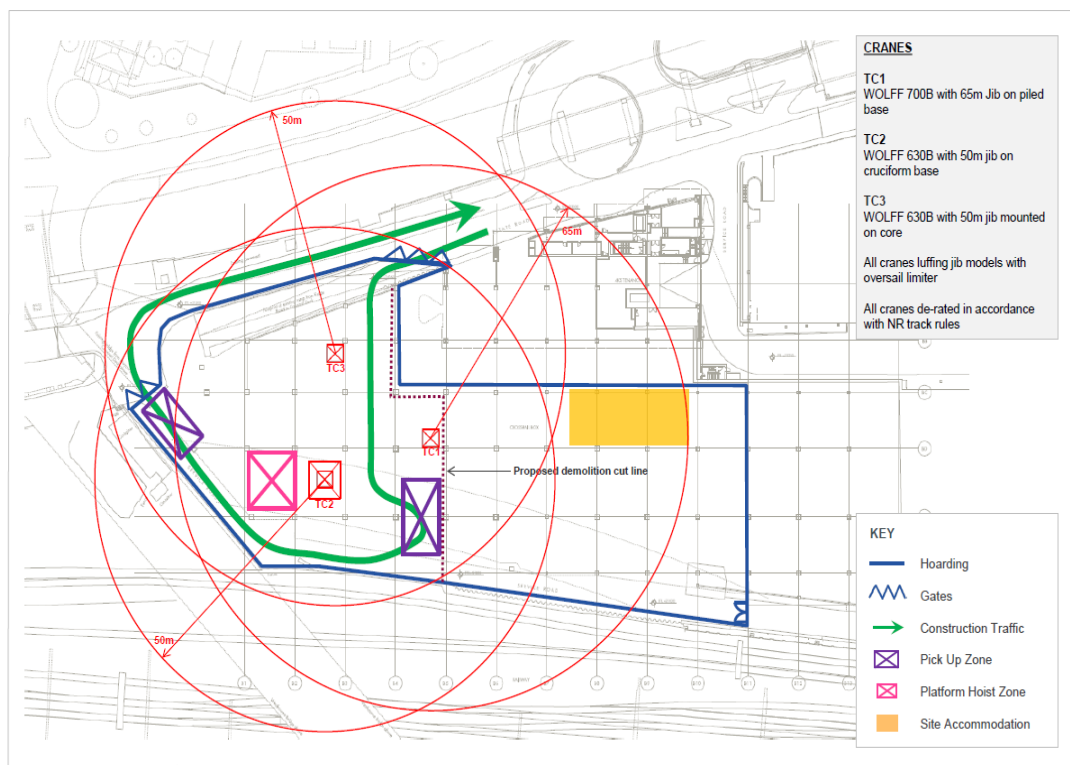 CRANES
TC1
WOLFF 700B with 65m Jib on piled
base
TC2
WOLFF 630B with 50m jib on
cruciform base
TC3
WOLFF 630B with 50m jib mounted
on core
All cranes luffing jib models with
oversail limiter
All cranes de-rated in accordance
with NR track rules
50m
65m
TC3
TC1
Proposed demolition cut line
TC2
50m
KEY
Hoarding
Gates
Construction Traffic
Pick Up Zone
Platform Hoist Zone
Site Accommodation